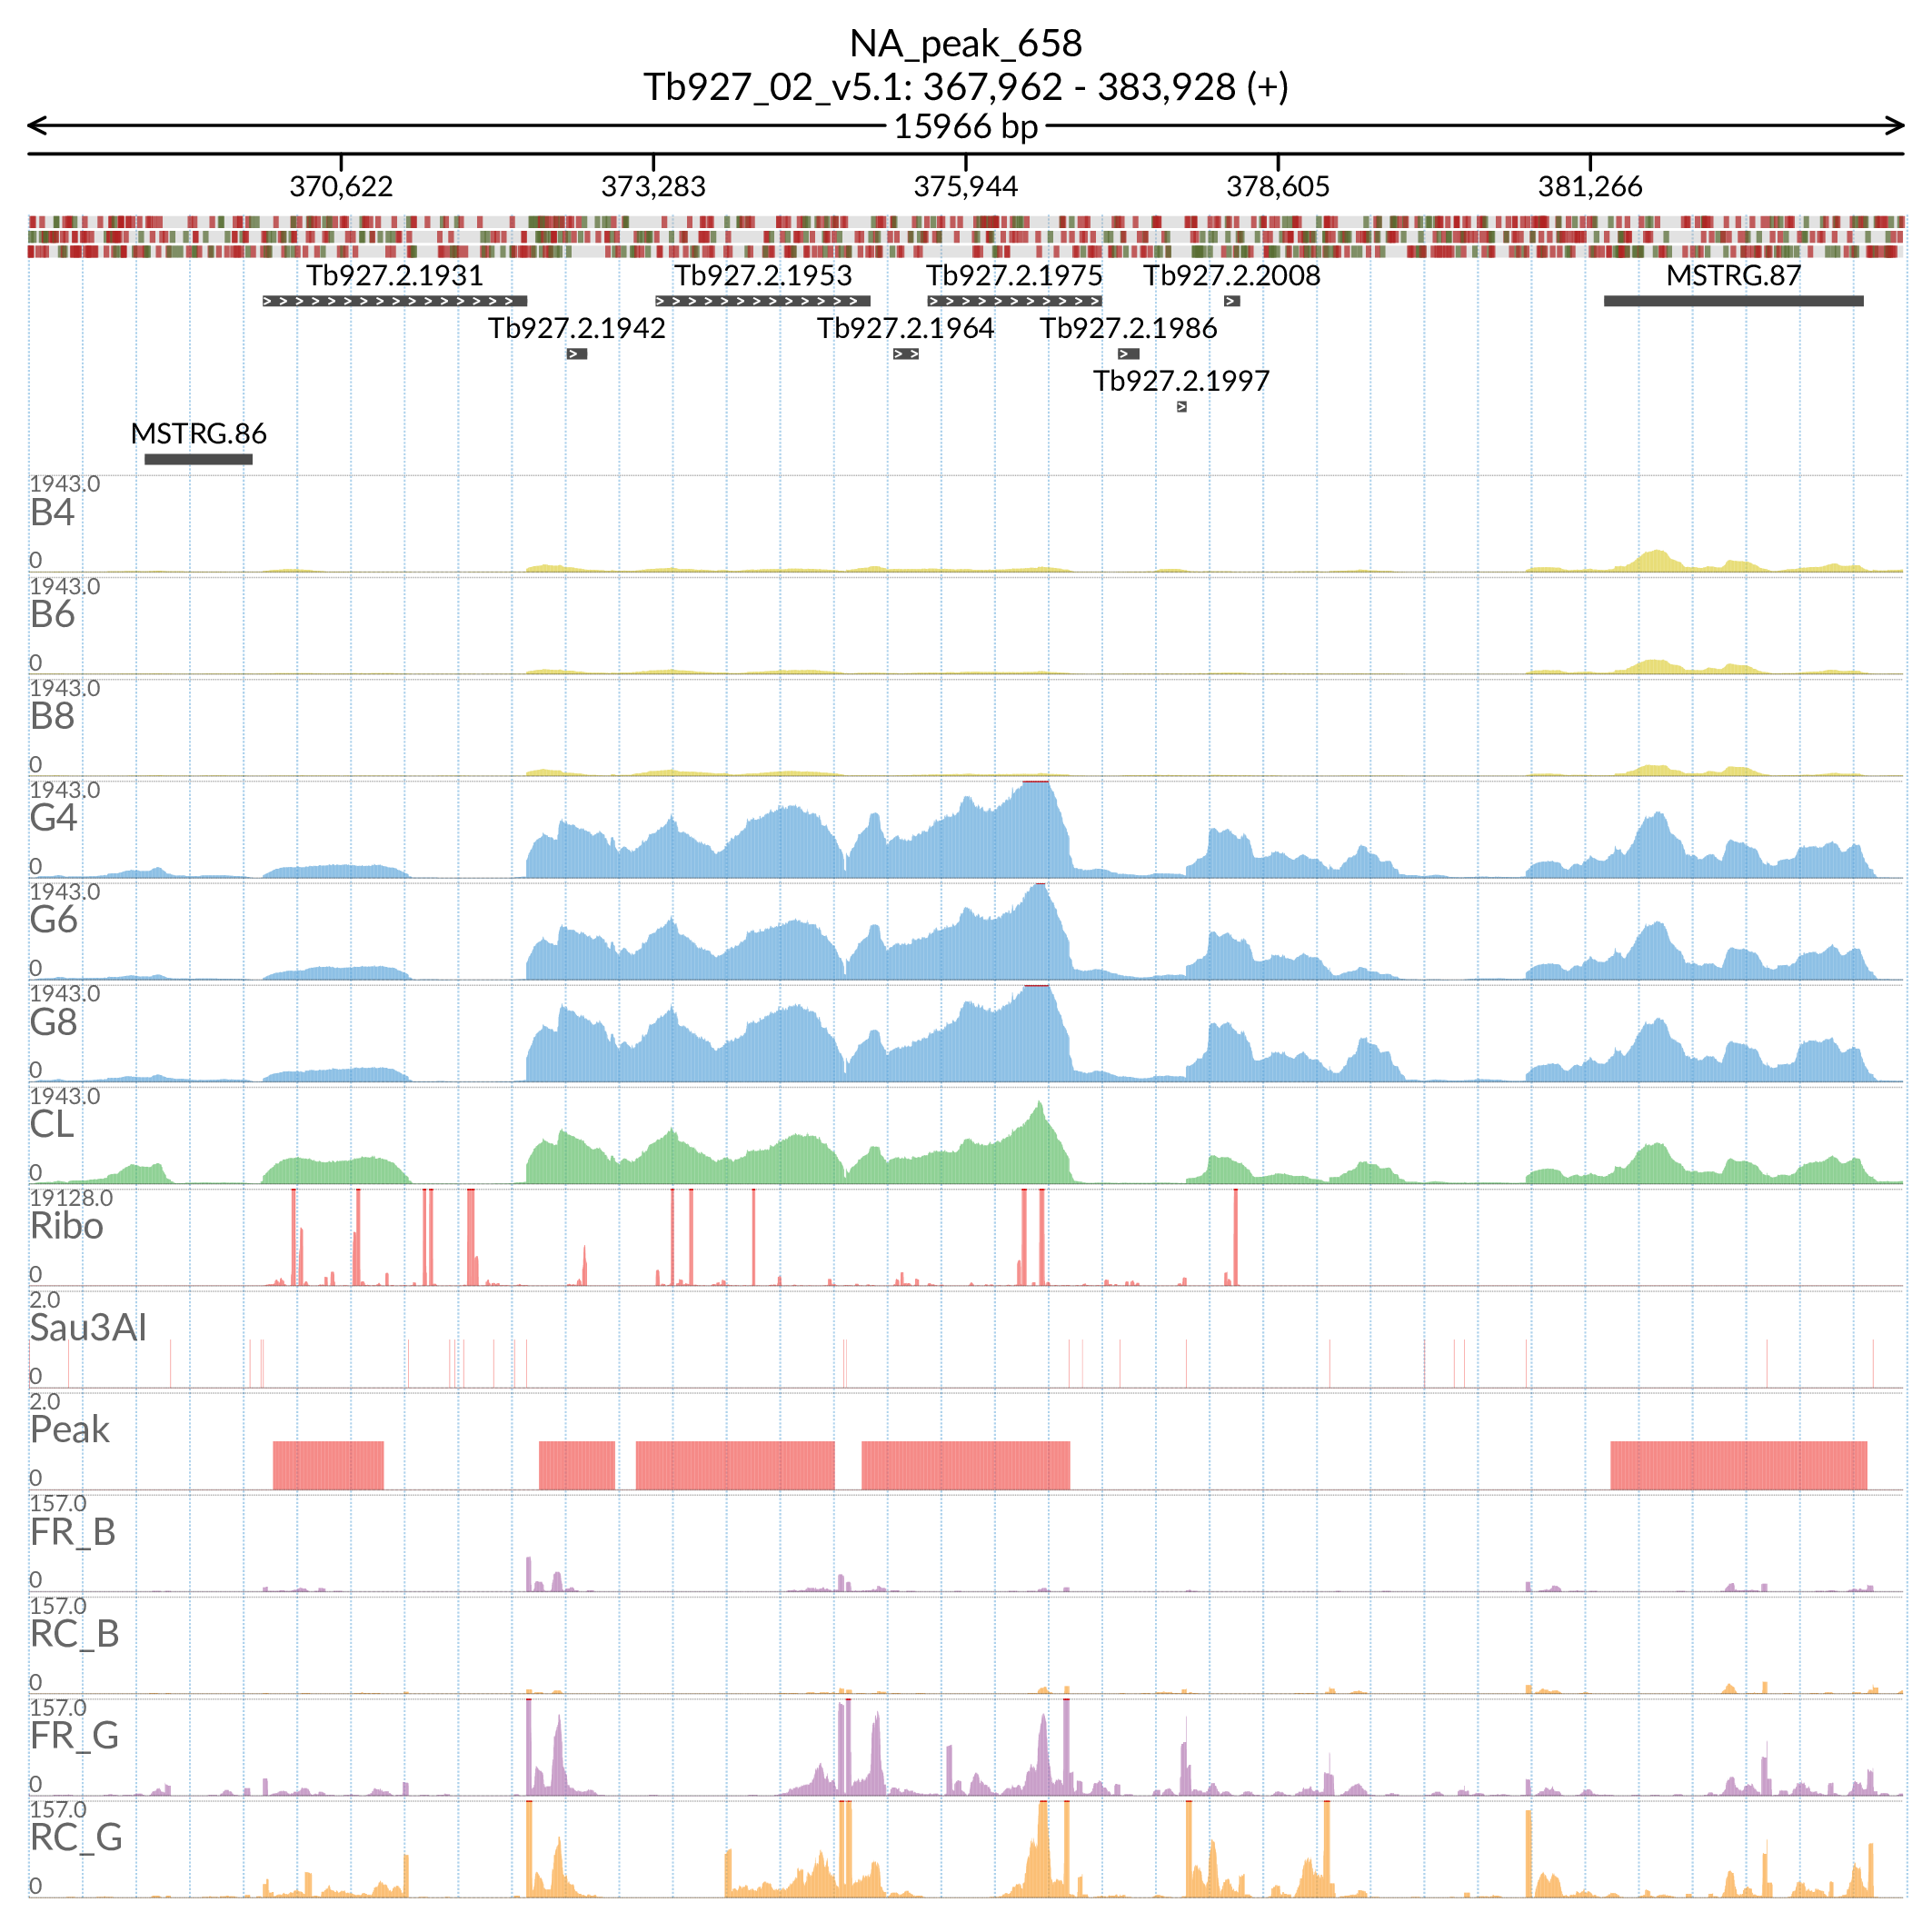 NA_peak_658
Tb927_02_v5.1: 367,962 - 383,928 (+)
15966 bp
370,622 373,283 375,944 378,605 381,266
Tb927.2.1931 Tb927.2.1953 Tb927.2.1975 Tb927.2.2008 MSTRG.87
Tb927.2.1942 Tb927.2.1964 Tb927.2.1986
Tb927.2.1997
MSTRG.86
1943.0
B4
0
1943.0
B6
0
1943.0
B8
0
1943.0
G4
0
1943.0
G6
0
1943.0
G8
0
1943.0
CL
0
19128.0
Ribo
0
2.0
Sau3AI
0
2.0
Peak
0
157.0
FR_B
0
157.0
RC_B
0
157.0
FR_G
0
157.0
RC_G
0